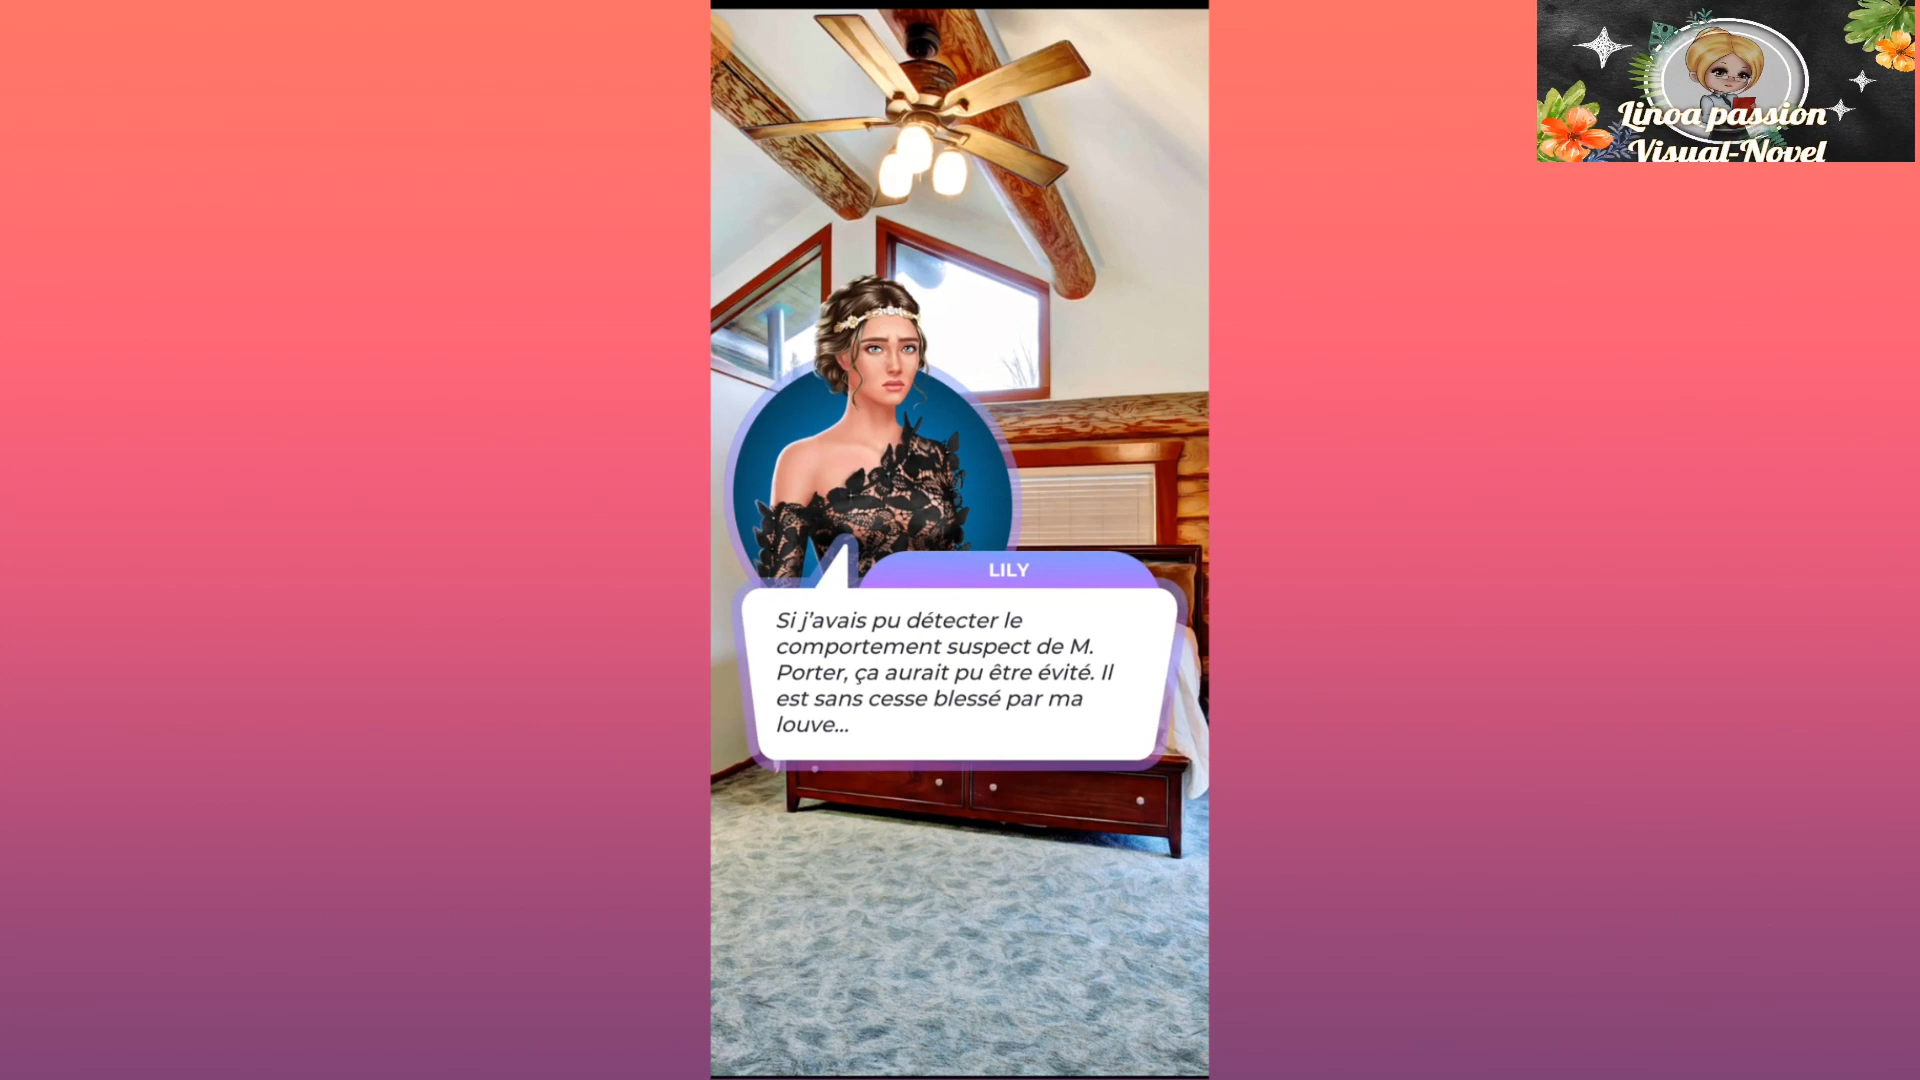 Linoa passion
Visual-Novel
LILY
Si j'avais pu détecter le
comportement suspect de M.
Porter, ça aurait pu être évité. Il
est sans cesse blessé par ma
louve...